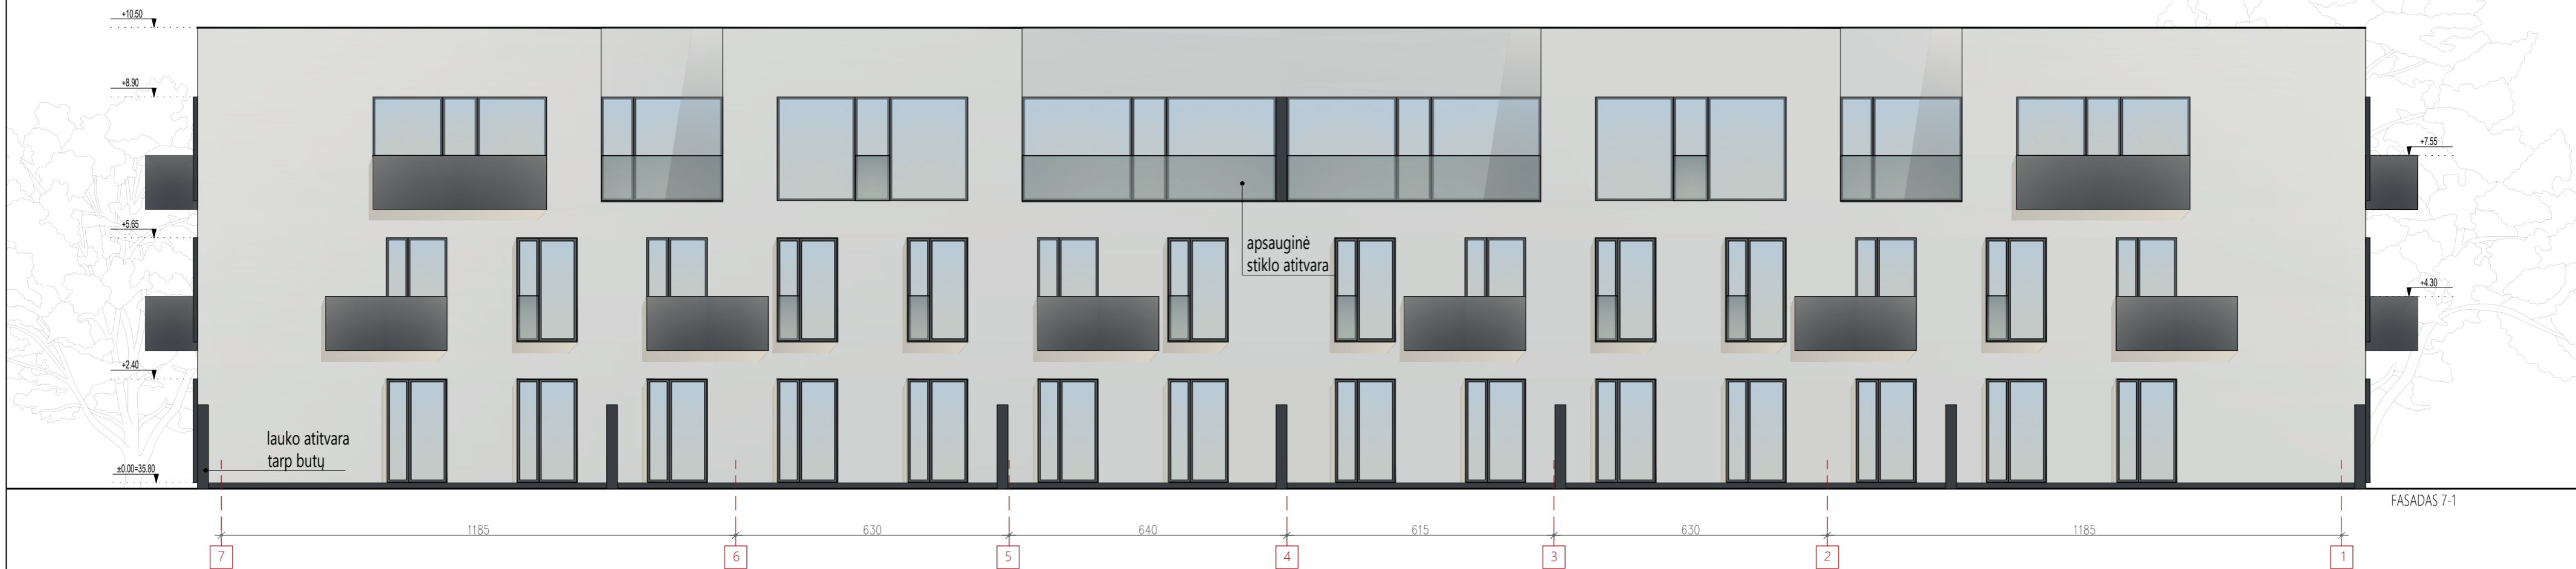 +10.50
+8.90
+7.55
+5.65
apsauginė
stiklo atitvara
+4.30
+2.40
lauko atitvara
tarp butų
±0.00=35.80
FASADAS 7-1
1185 630 640 615 630 1185
7 6 5 4 3 2 1